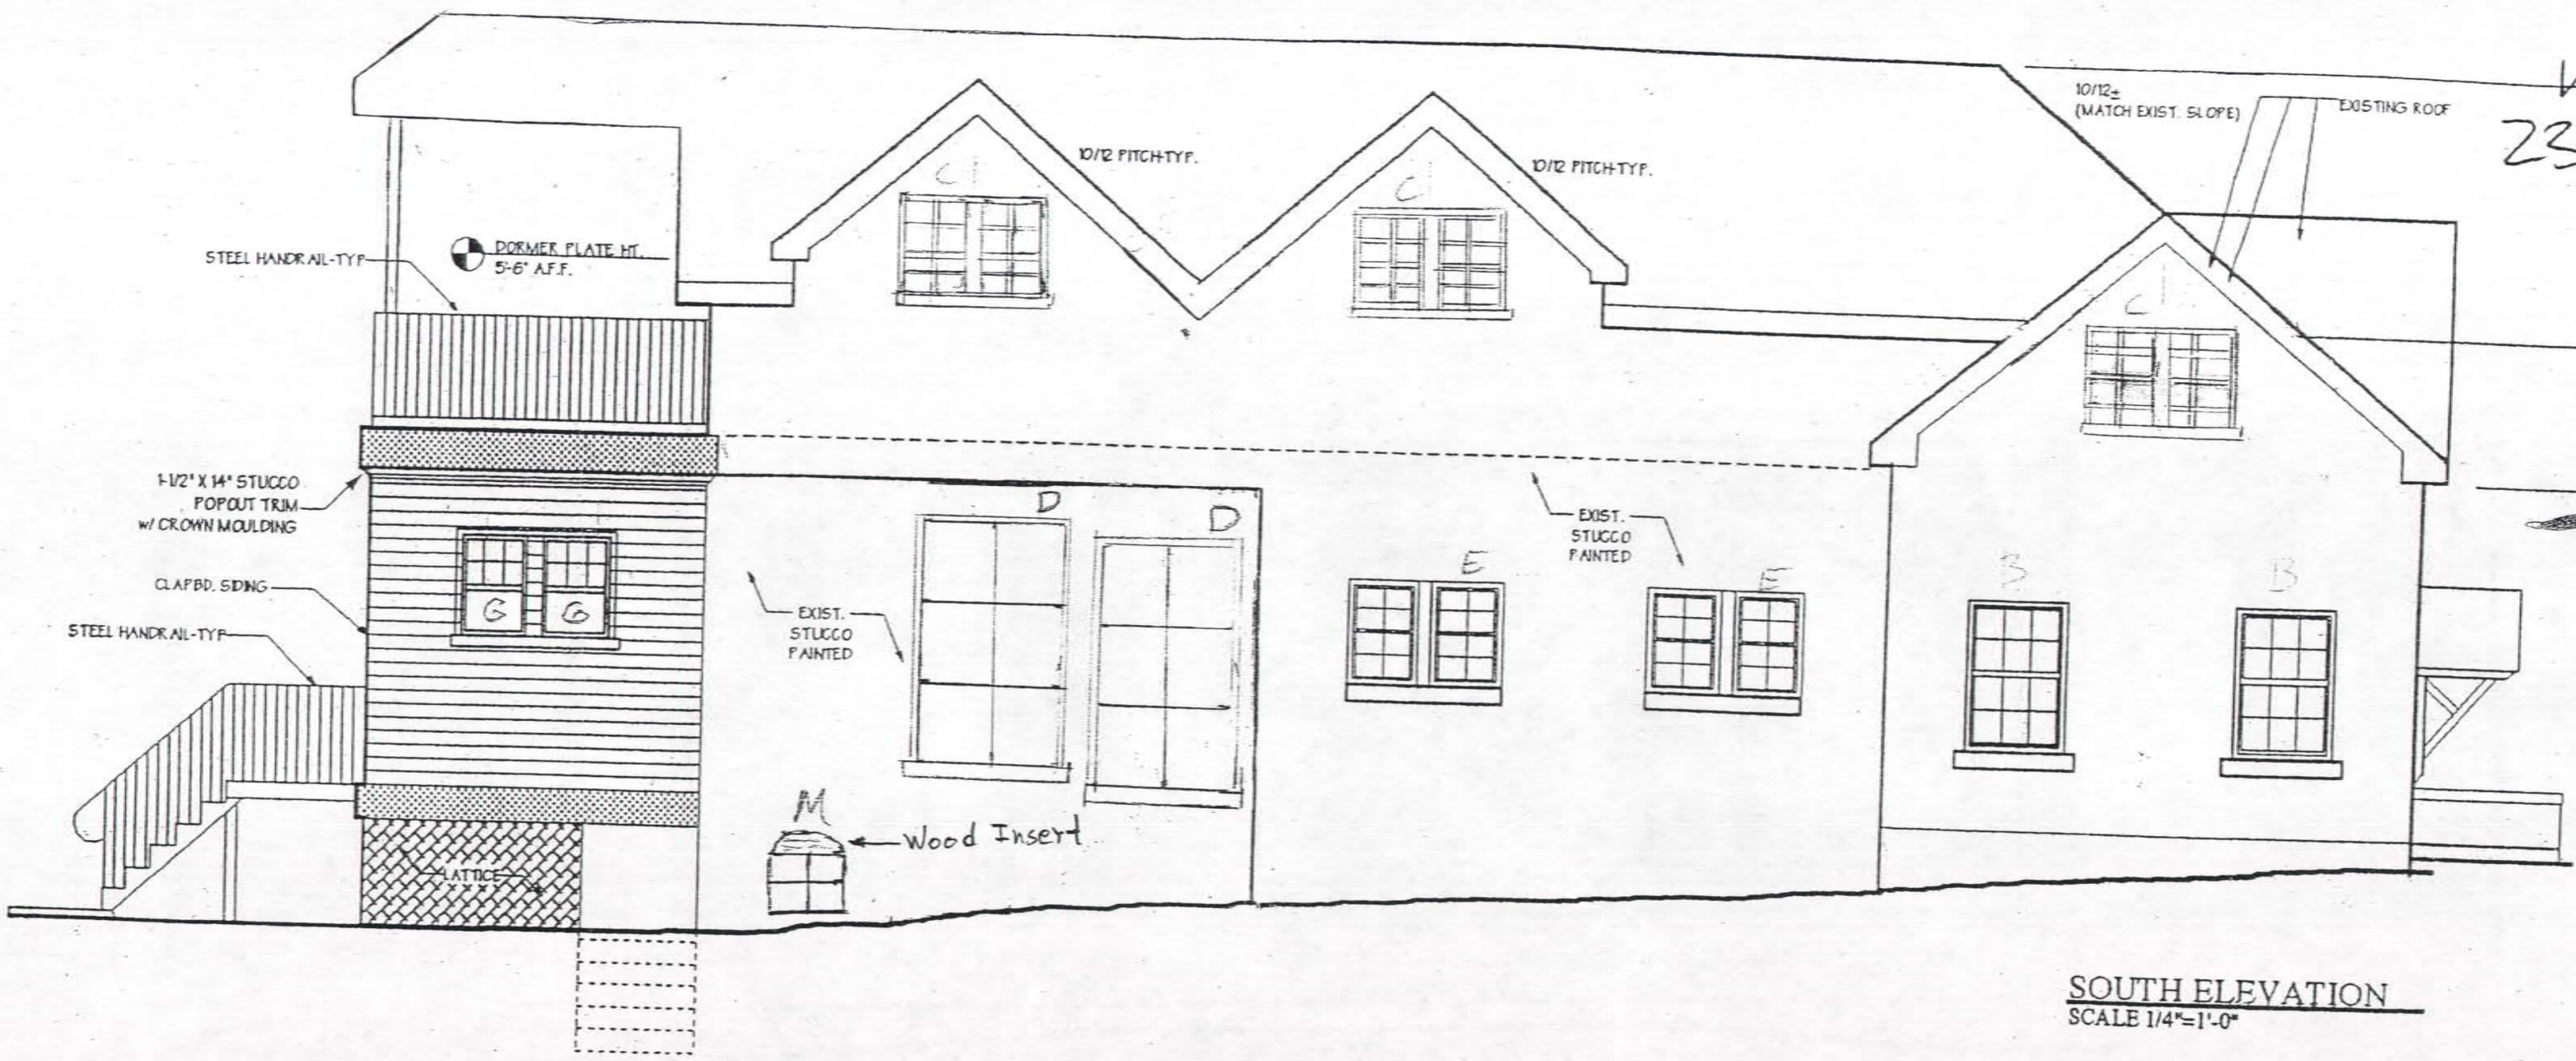 10/12±
(MATCH EXIST. SLOPE)
EXISTING ROOF
23
10/12 PITCH-TYP.
10/12 PITCH-TYP.
C
C
C
STEEL HANDRAIL-TYP
DORMER PLATE HT.
5'-6" A.F.F.
1-1/2" X 14" STUCCO
POPOUT TRIM
w/ CROWN MOULDING
CLAPBD. SIDING
STEEL HANDRAIL-TYP
G G
D
D
EXIST.
STUCCO
PAINTED
EXIST.
STUCCO
PAINTED
E
E
B
B
M
Wood Insert
LATTICE
SOUTH ELEVATION
SCALE 1/4"=1'-0"